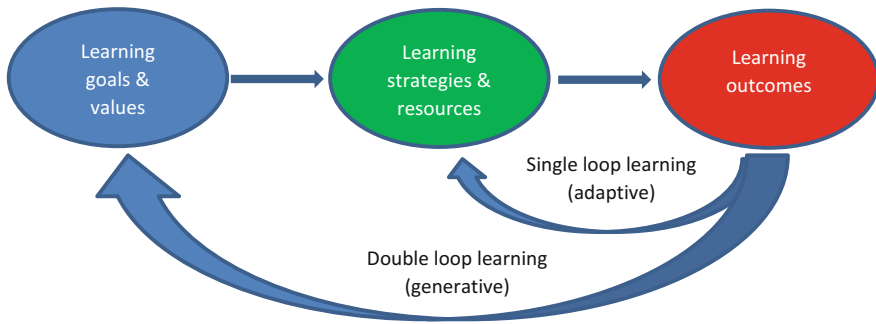 Learning
goals &
values
Learning
strategies &
resources
Learning
outcomes
Single loop learning
(adaptive)
Double loop learning
(generative)